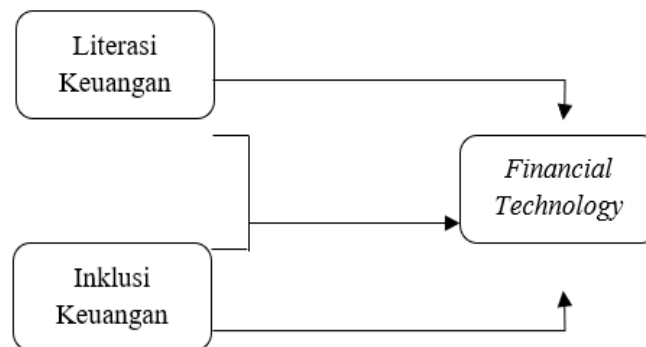 Literasi
Keuangan
Financial
Technology
Inklusi
Keuangan